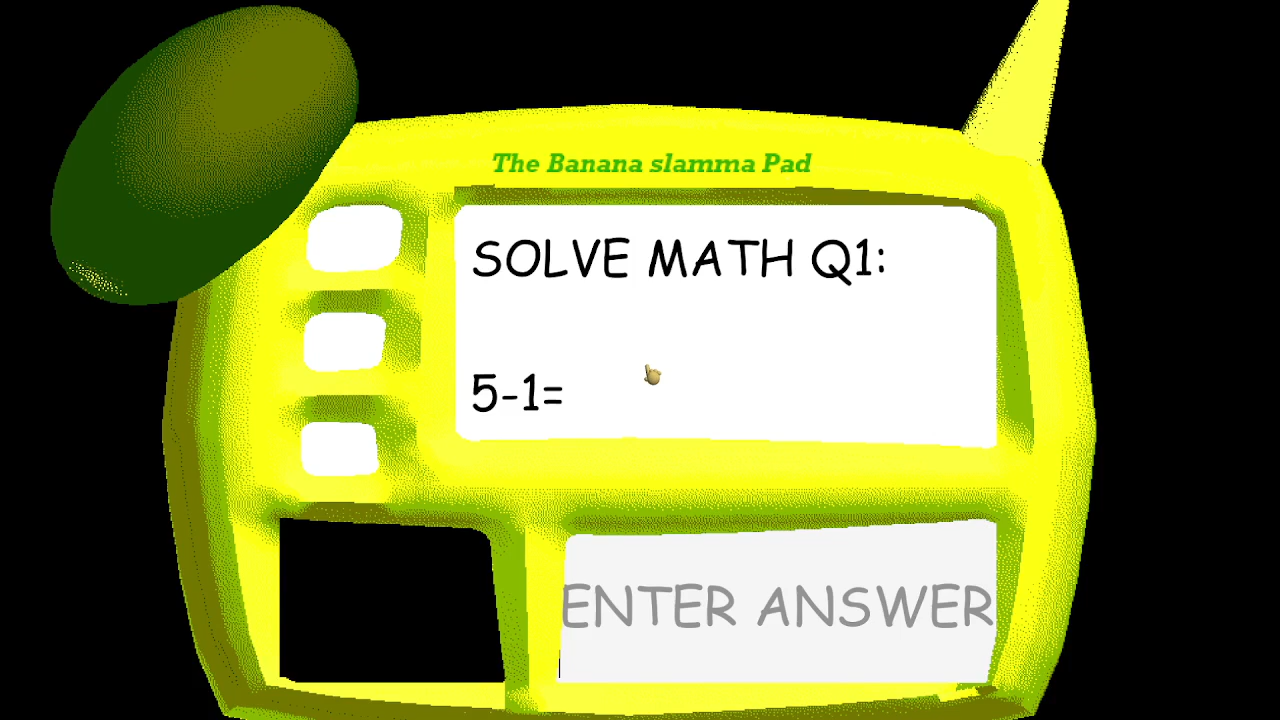 The Banana slamma Pad
SOLVE MATH Q1:
5-1=
ENTER ANSWER